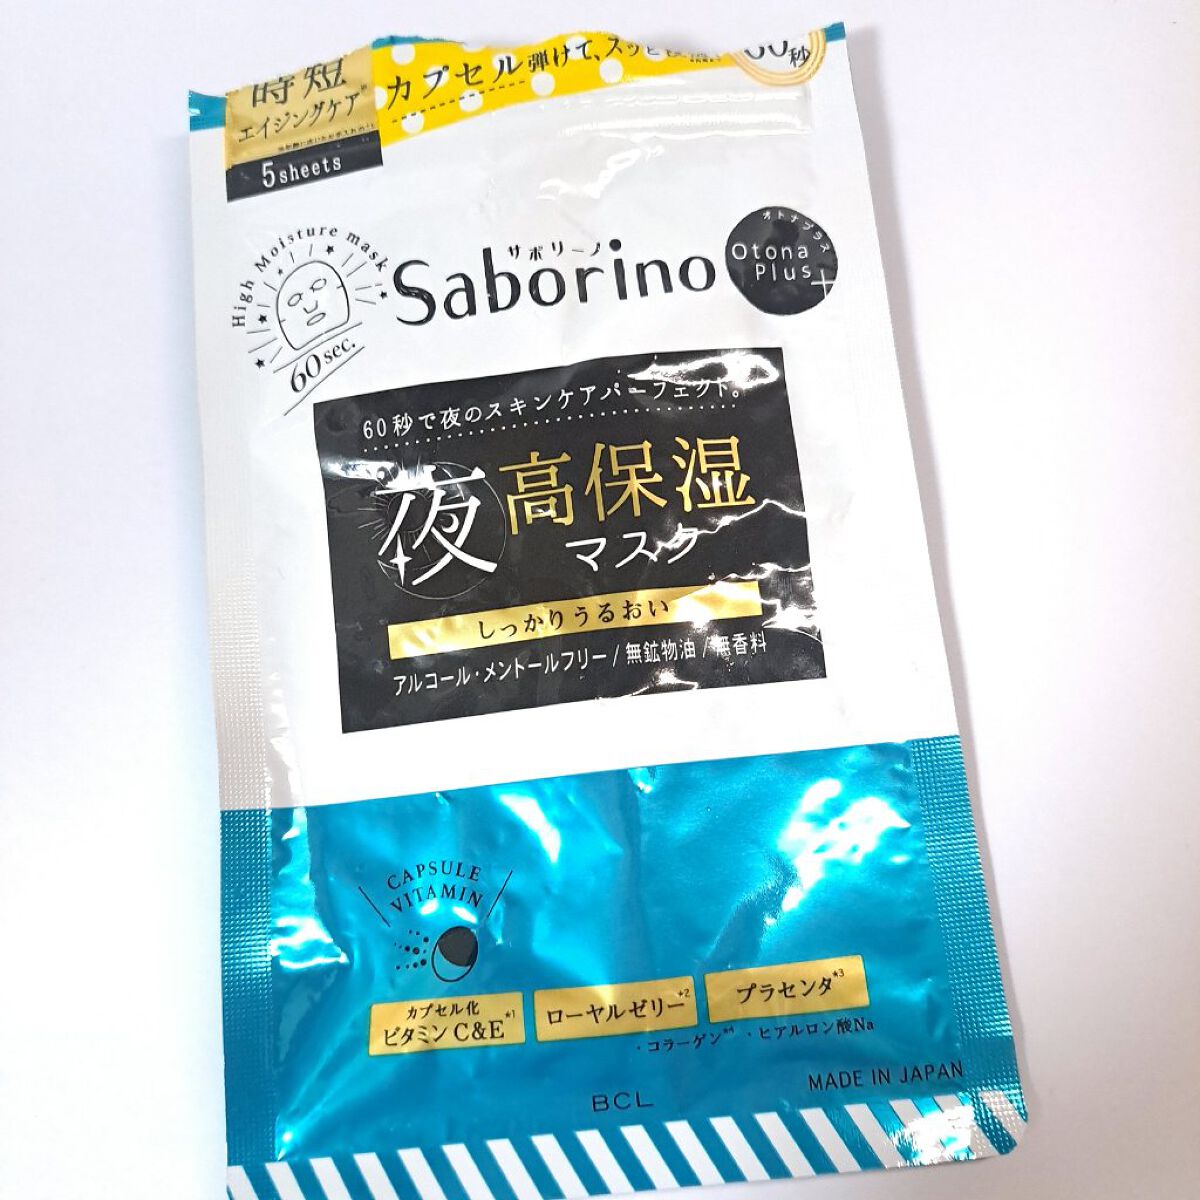 時短
エイジングケア*
5sheets
カプセル弾けて、
60秒
High Moisture mask
60 sec.
サボリーノ
Saborino
オトナプラス
Otona
Plus+
60秒で夜のスキンケアパーフェクト。
夜
高保湿
マスク
しっかりうるおい
アルコール・メントールフリー/無鉱物油/無香料
CAPSULE
VITAMIN
カプセル化
ビタミンC&E*1
ローヤルゼリー*2
プラセンタ*3
・コラーゲン*4 ・ヒアルロン酸Na
MADE IN JAPAN
BCL